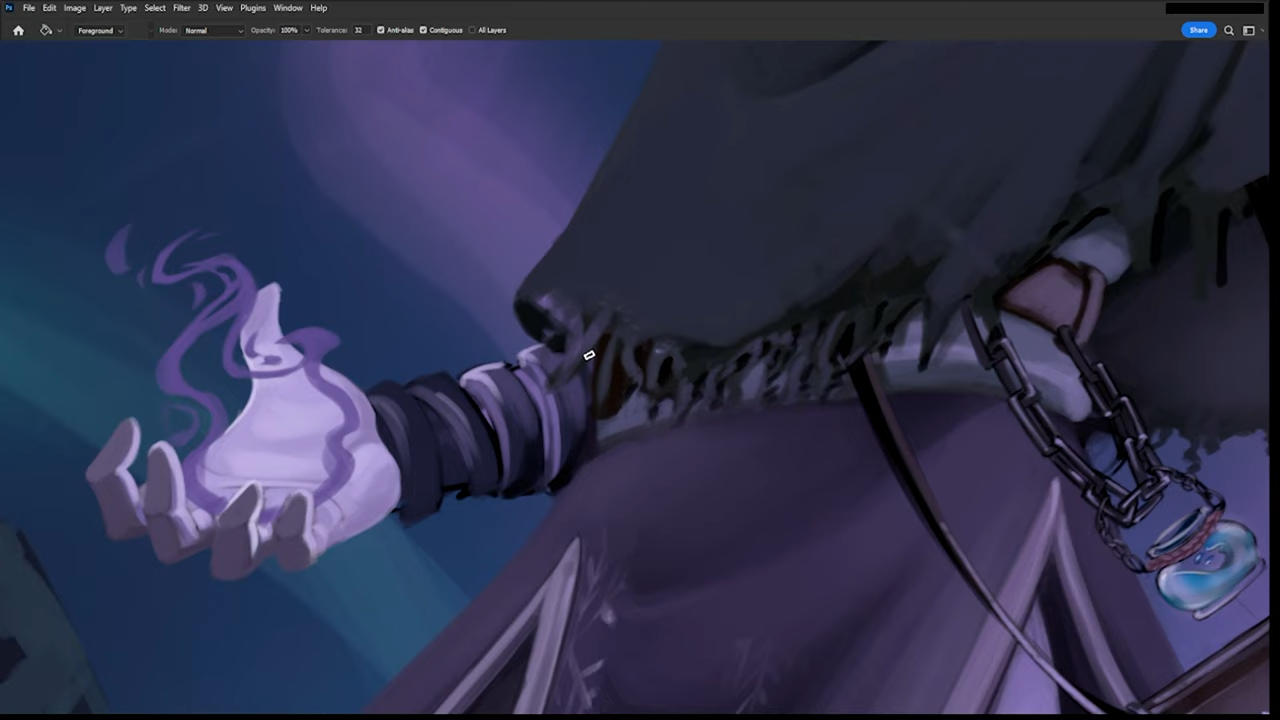 Ps File Edit Image Layer Type Select Filter 3D View Plugins Window Help
Foreground Mode: Normal Opacity: 100% Tolerance: 32 Anti-alias Contiguous All Layers Share